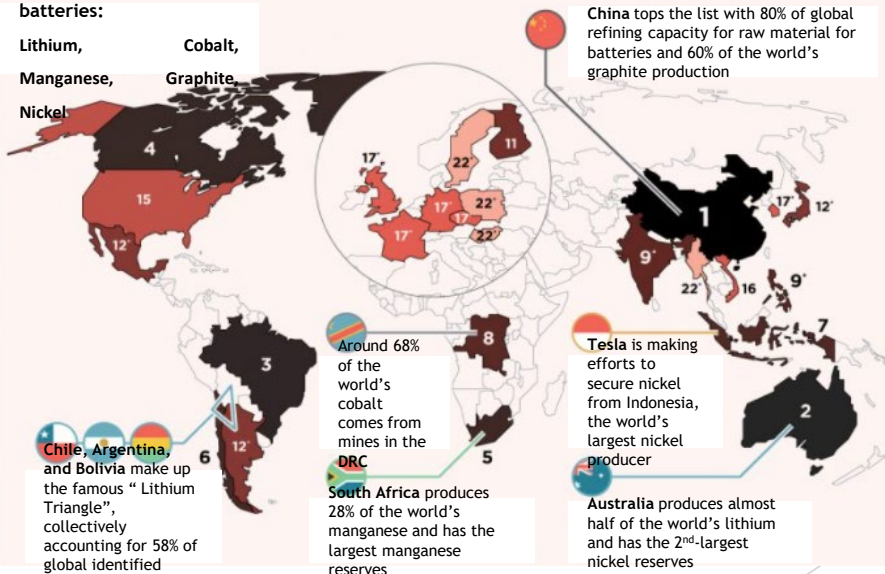 batteries:
Lithium, Cobalt,
Manganese, Graphite,
Nickel
China tops the list with 80% of global
refining capacity for raw material for
batteries and 60% of the world's
graphite production
4
15
12*
17*
22*
11
17*
22*
17
17*
22*
1
17*
12*
9*
22*
16
9*
7
3
8
2
12*
6
5
Around 68%
of the
world's
cobalt
comes from
mines in the
DRC
Tesla is making
efforts to
secure nickel
from Indonesia,
the world's
largest nickel
producer
Chile, Argentina,
and Bolivia make up
the famous “ Lithium
Triangle”,
collectively
accounting for 58% of
global identified
South Africa produces
28% of the world's
manganese and has the
largest manganese
reserves
Australia produces almost
half of the world's lithium
and has the 2nd-largest
nickel reserves